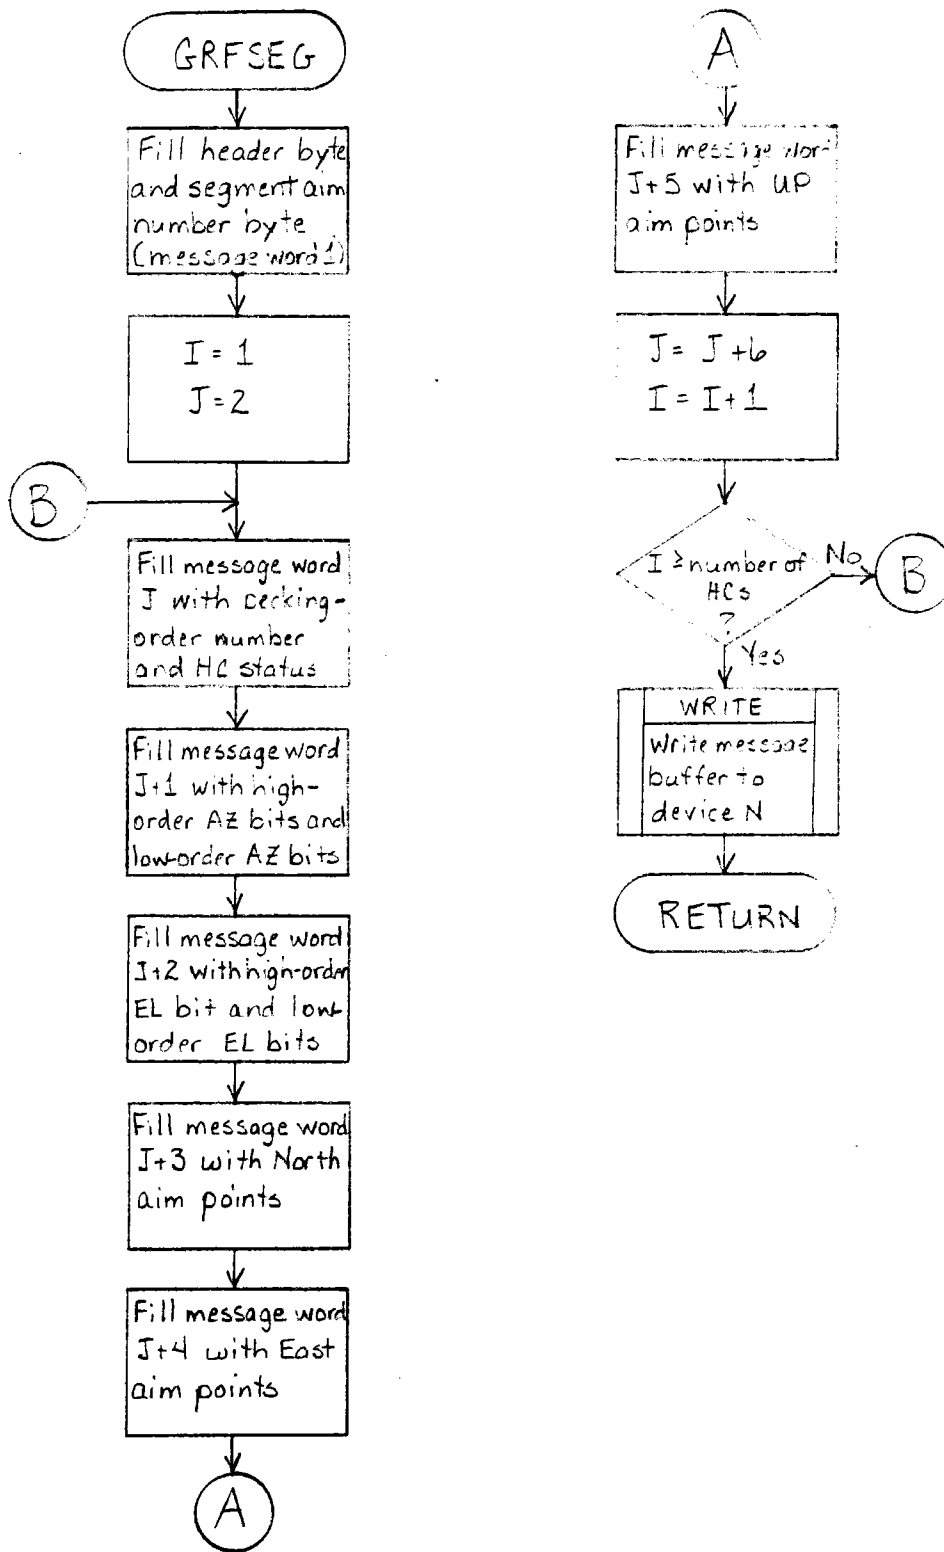 GRFSEG
Fill header byte
and segment aim
number byte
(message word 1)
I = 1
J = 2
B
Fill message word
J with cecking-
order number
and HC status
Fill message word
J+1 with high-
order AZ bits and
low-order AZ bits
Fill message word
J+2 with high-order
EL bit and low-
order EL bits
Fill message word
J+3 with North
aim points
Fill message word
J+4 with East
aim points
A
A
Fill message wor
J+5 with UP
aim points
J = J+6
I = I+1
I ≥ number of
HCs
?
No
B
Yes
WRITE
Write message
buffer to
device N
RETURN